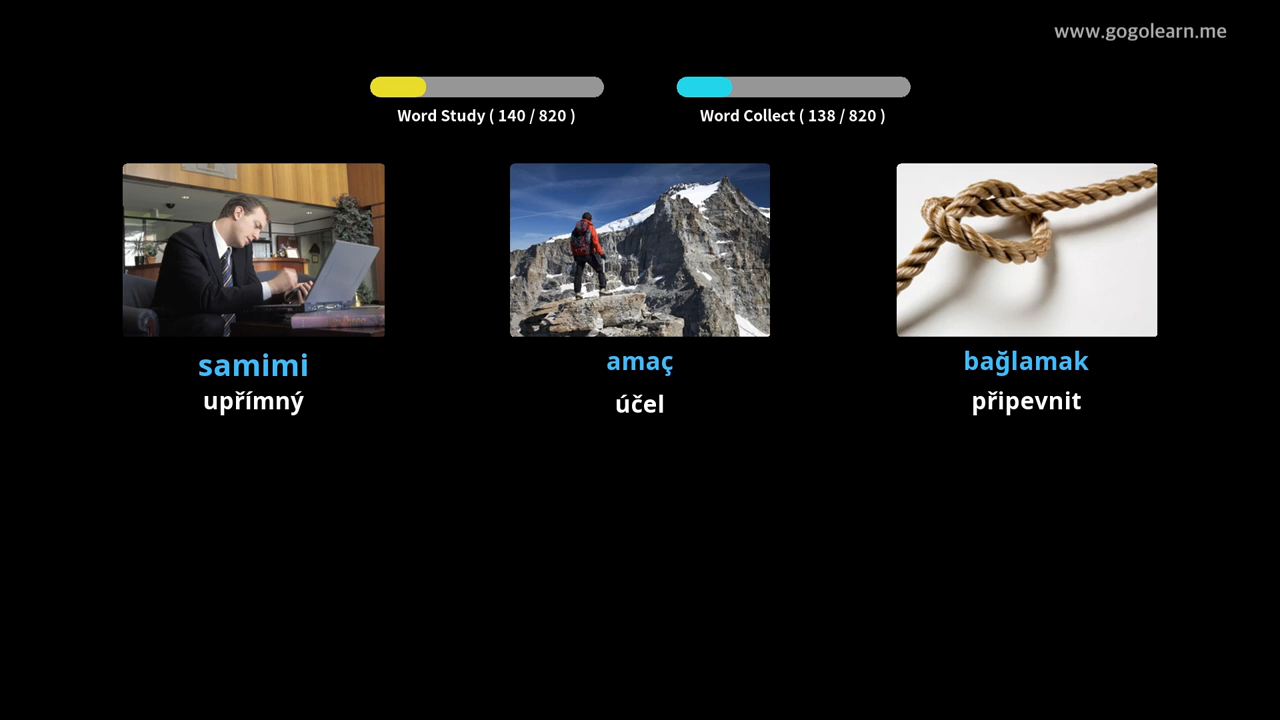 www.gogolearn.me
Word Study ( 140 / 820 )
Word Collect ( 138 / 820 )
samimi
upřímný
amaç
účel
bağlamak
připevnit